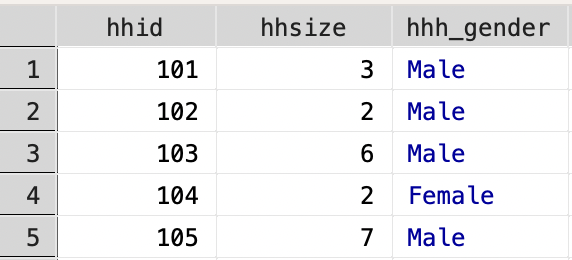 hhid hhsize hhh_gender
1 101 3 Male
2 102 2 Male
3 103 6 Male
4 104 2 Female
5 105 7 Male